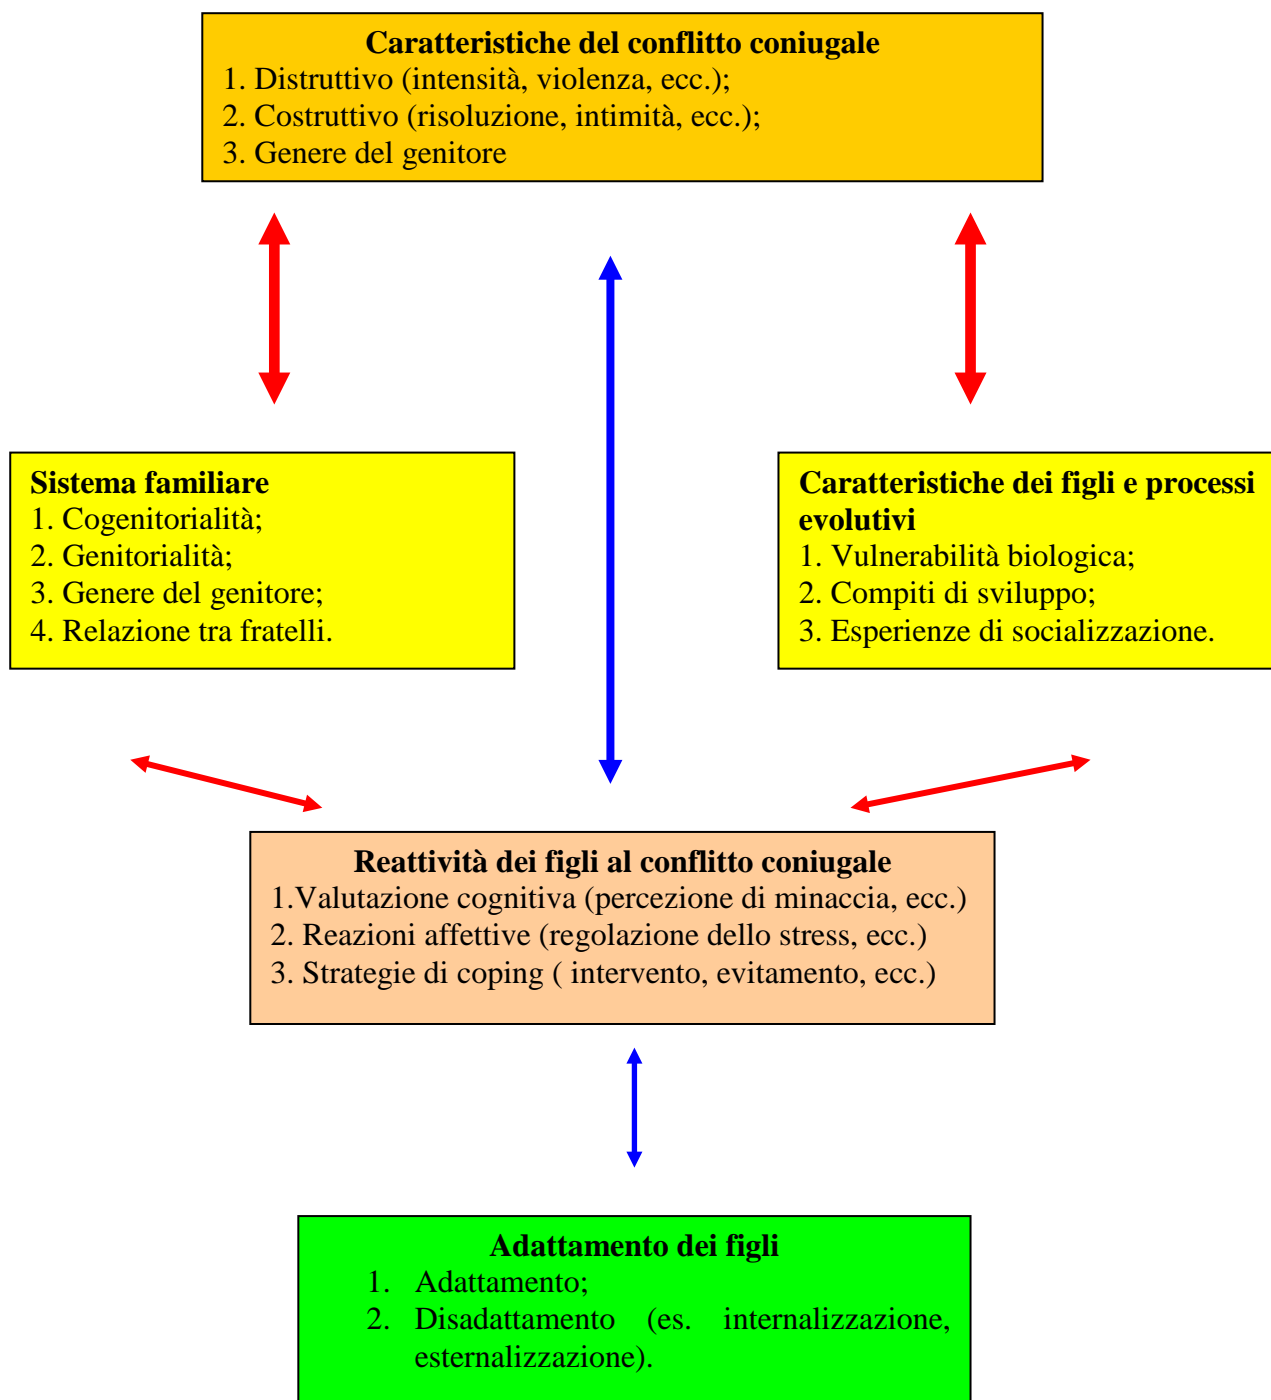 Caratteristiche del conflitto coniugale
1. Distruttivo (intensità, violenza, ecc.);
2. Costruttivo (risoluzione, intimità, ecc.);
3. Genere del genitore
Sistema familiare
1. Cogenitorialità;
2. Genitorialità;
3. Genere del genitore;
4. Relazione tra fratelli.
Caratteristiche dei figli e processi
evolutivi
1. Vulnerabilità biologica;
2. Compiti di sviluppo;
3. Esperienze di socializzazione.
Reattività dei figli al conflitto coniugale
1.Valutazione cognitiva (percezione di minaccia, ecc.)
2. Reazioni affettive (regolazione dello stress, ecc.)
3. Strategie di coping ( intervento, evitamento, ecc.)
Adattamento dei figli
1. Adattamento;
2. Disadattamento (es. internalizzazione,
esternalizzazione).